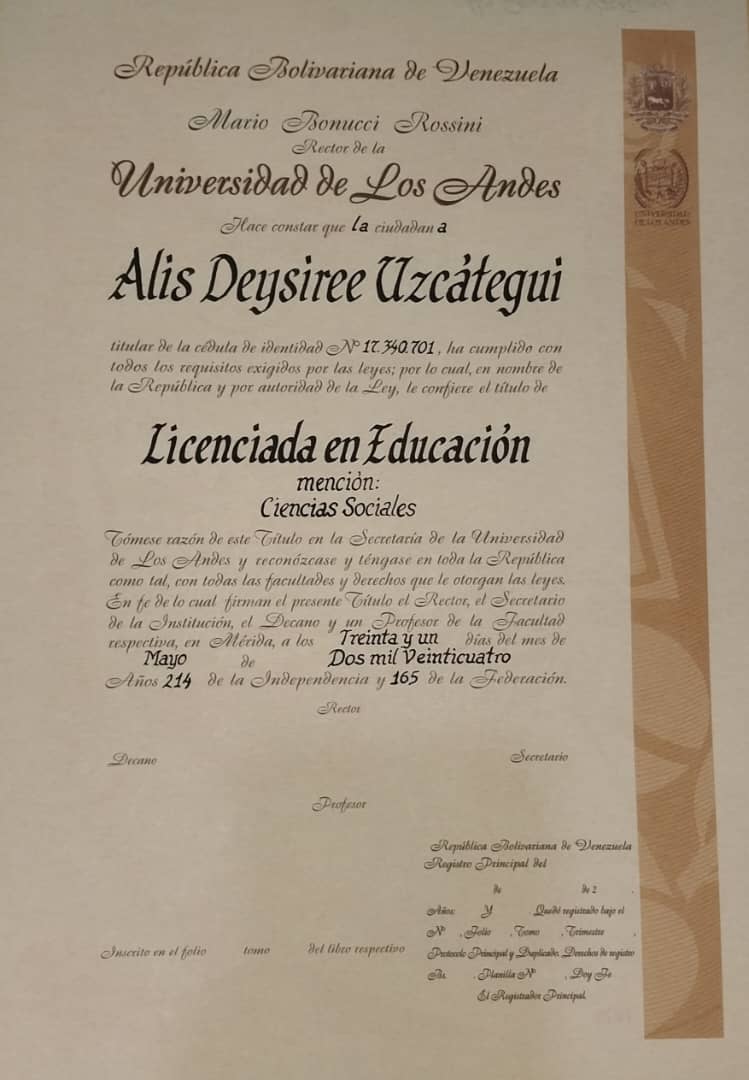 República Bolivariana de Venezuela
Mario Bonucci Rossini
Rector de la
Universidad de Los Andes
Hace constar que la ciudadana
Alis Deysiree Uzcátegui
titular de la cédula de identidad Nº 17.340.701, ha cumplido con
todos los requisitos exigidos por las leyes; por lo cual, en nombre de
la República y por autoridad de la Ley, le confiere el título de
Licenciada en Educación
mención:
Ciencias Sociales
Tómese razón de este Título en la Secretaría de la Universidad
de Los Andes y reconózcase y téngase en toda la República
como tal, con todas las facultades y derechos que le otorgan las leyes.
En fe de lo cual firman el presente Título el Rector, el Secretario
de la Institución, el Decano y un Profesor de la Facultad
respectiva, en Mérida, a los Treinta y un días del mes de
Mayo de Dos mil Veinticuatro
Años 214 de la Independencia y 165 de la Federación.
Rector
Decano
Secretario
Profesor
República Bolivariana de Venezuela
Registro Principal del
de de 2 .
Años Y , Quedó registrado bajo el
Nº , Folio , Tomo , Trimestre ,
Protocolo Principal y Duplicado. Derechos de registro
Bs. , Planilla Nº , Doy Fe
El Registrador Principal.
Inscrito en el folio tomo del libro respectivo
UNIVERSIDAD
DE LOS ANDES